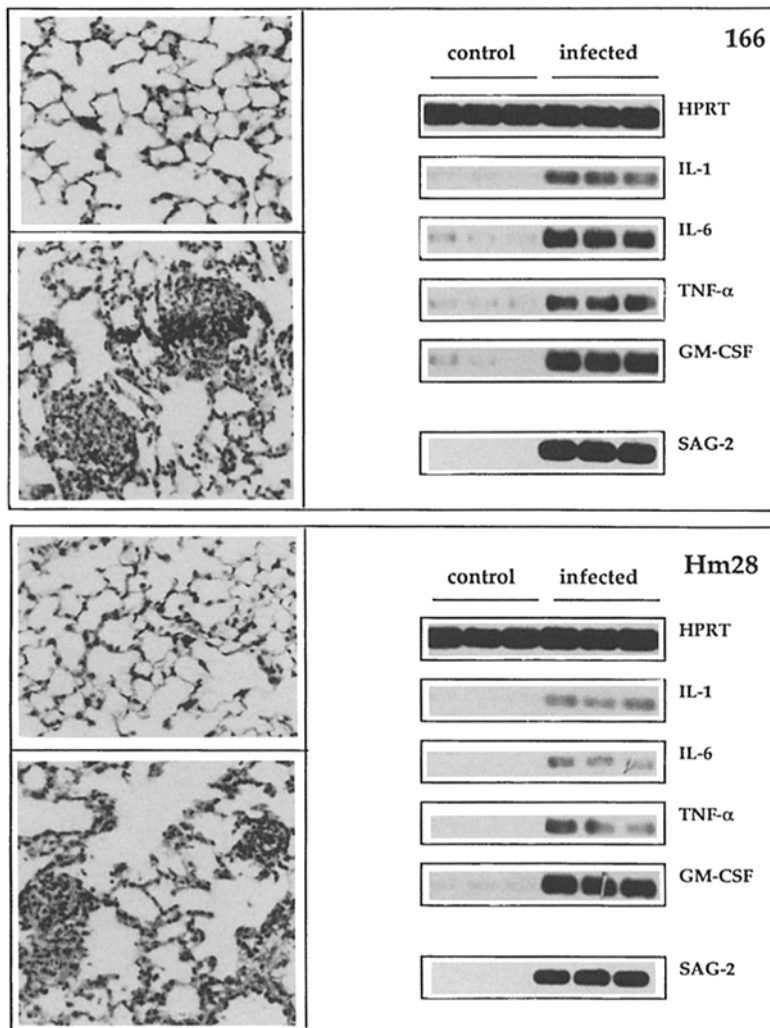 166
control infected
HPRT
IL-1
IL-6
TNF-α
GM-CSF
SAG-2
Hm28
control infected
HPRT
IL-1
IL-6
TNF-α
GM-CSF
SAG-2